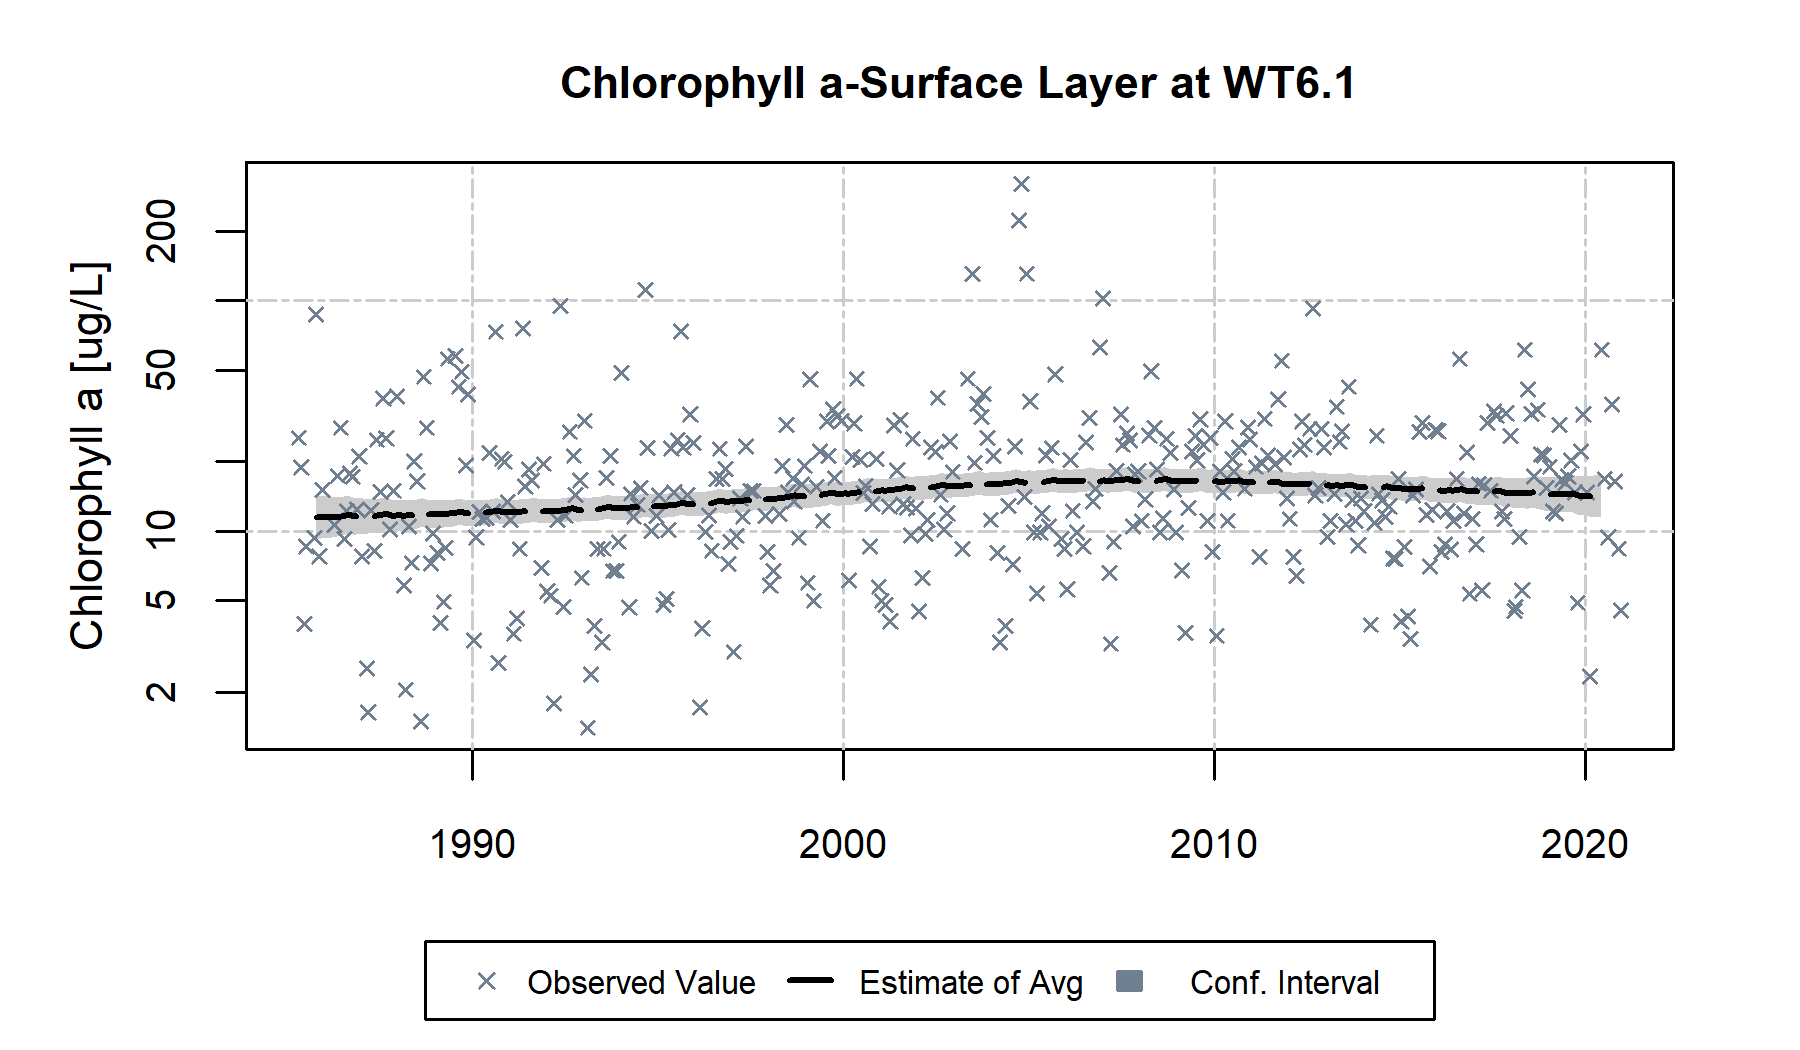 Chlorophyll a-Surface Layer at WT6.1
Chlorophyll a [ug/L]
200
50
10
5
2
1990 2000 2010 2020
Observed Value Estimate of Avg Conf. Interval